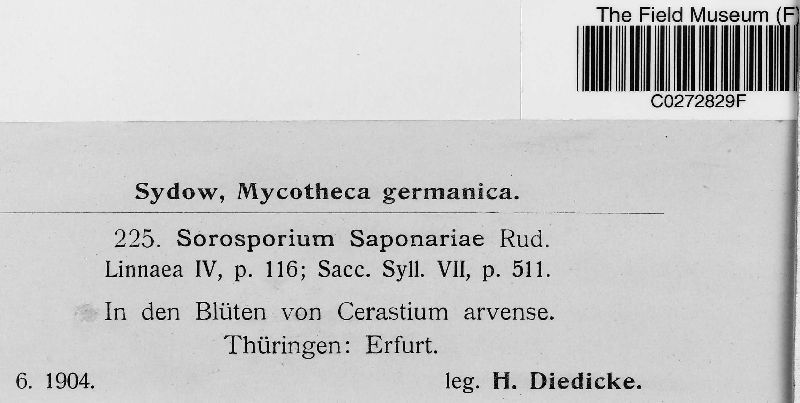 The Field Museum (F)
C0272829F
Sydow, Mycotheca germanica.
225. Sorosporium Saponariae Rud.
Linnaea IV, p. 116; Sacc. Syll. VII, p. 511.
In den Blüten von Cerastium arvense.
Thüringen: Erfurt.
6. 1904. leg. H. Diedicke.